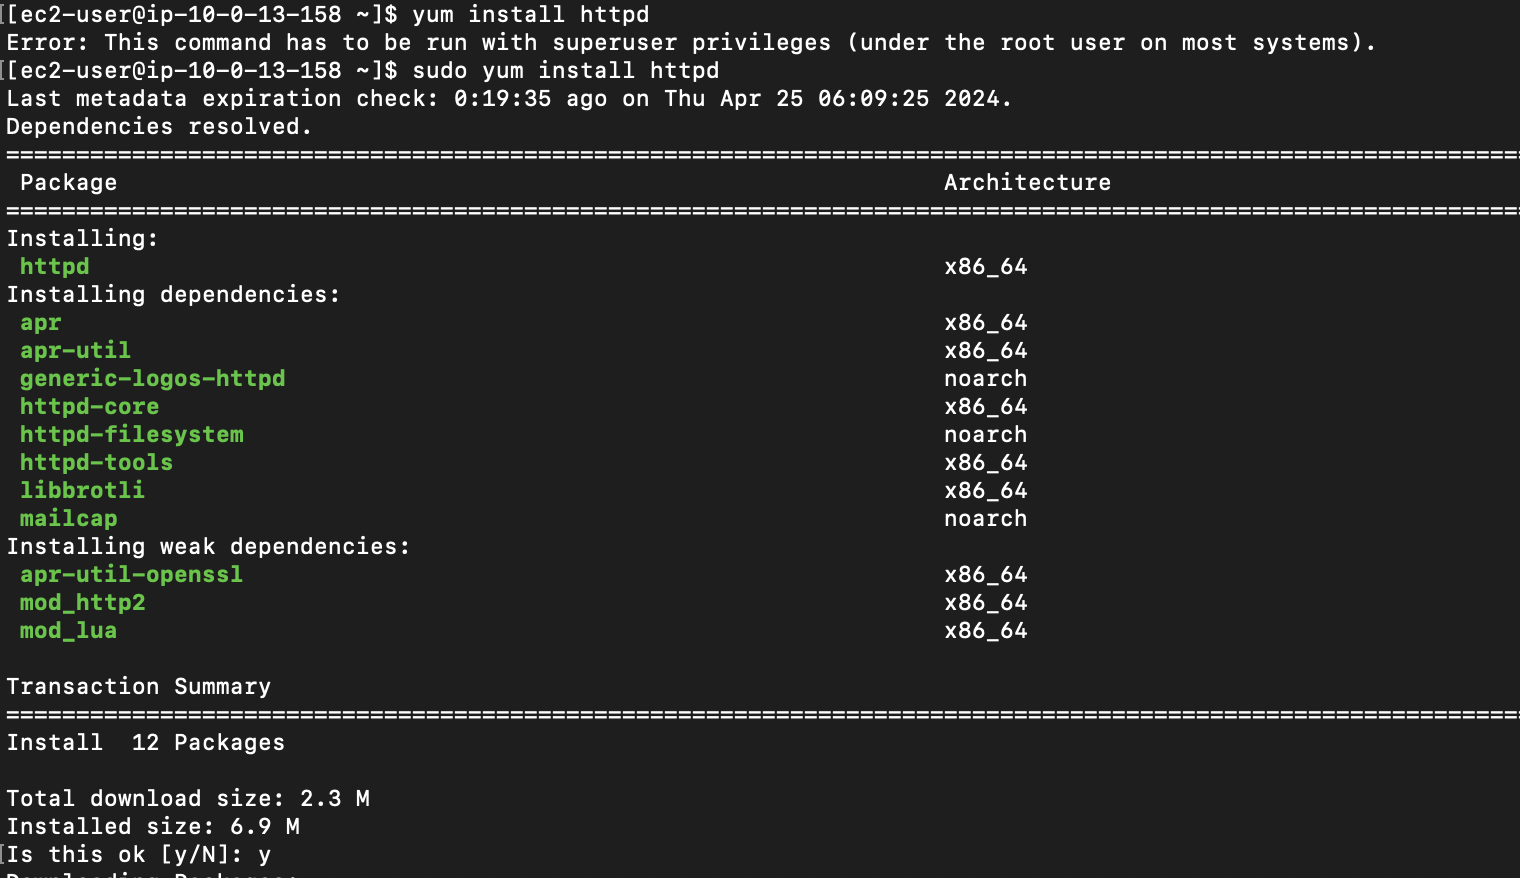 [[ec2-user@ip-10-0-13-158 ~]$ yum install httpd
Error: This command has to be run with superuser privileges (under the root user on most systems).
[[ec2-user@ip-10-0-13-158 ~]$ sudo yum install httpd
Last metadata expiration check: 0:19:35 ago on Thu Apr 25 06:09:25 2024.
Dependencies resolved.
============================================================================================================
Package Architecture
============================================================================================================
Installing:
httpd x86_64
Installing dependencies:
apr x86_64
apr-util x86_64
generic-logos-httpd noarch
httpd-core x86_64
httpd-filesystem noarch
httpd-tools x86_64
libbrotli x86_64
mailcap noarch
Installing weak dependencies:
apr-util-openssl x86_64
mod_http2 x86_64
mod_lua x86_64
Transaction Summary
============================================================================================================
Install 12 Packages
Total download size: 2.3 M
Installed size: 6.9 M
[Is this ok [y/N]: y
Downloading Packages: